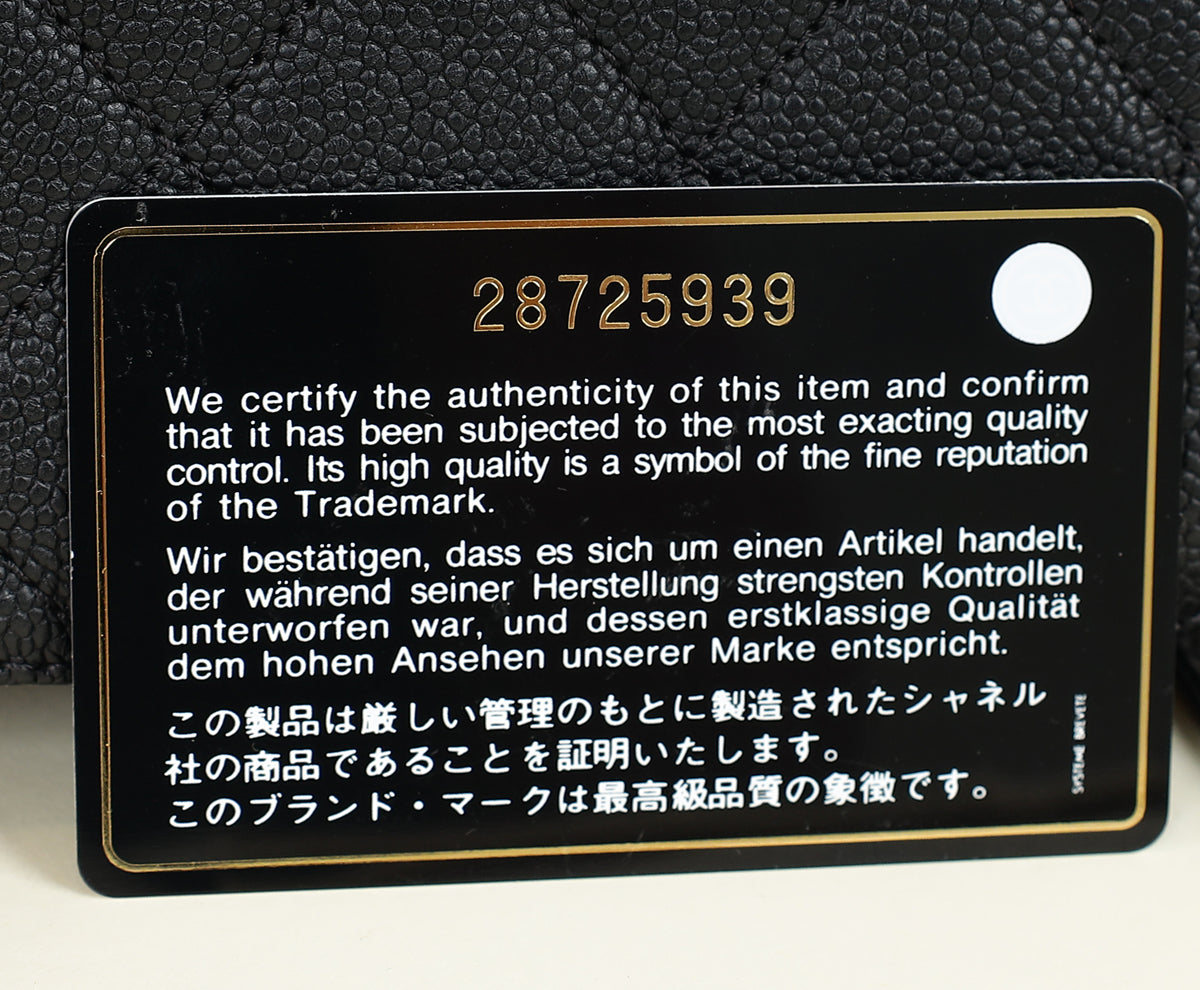 28725939
We certify the authenticity of this item and confirm
that it has been subjected to the most exacting quality
control. Its high quality is a symbol of the fine reputation
of the Trademark.
Wir bestätigen, dass es sich um einen Artikel handelt,
der während seiner Herstellung strengsten Kontrollen
unterworfen war, und dessen erstklassige Qualität
dem hohen Ansehen unserer Marke entspricht.
この製品は厳しい管理のもとに製造されたシャネル
社の商品であることを証明いたします。
このブランド・マークは最高級品質の象徴です。
SYSTEME BREVETE